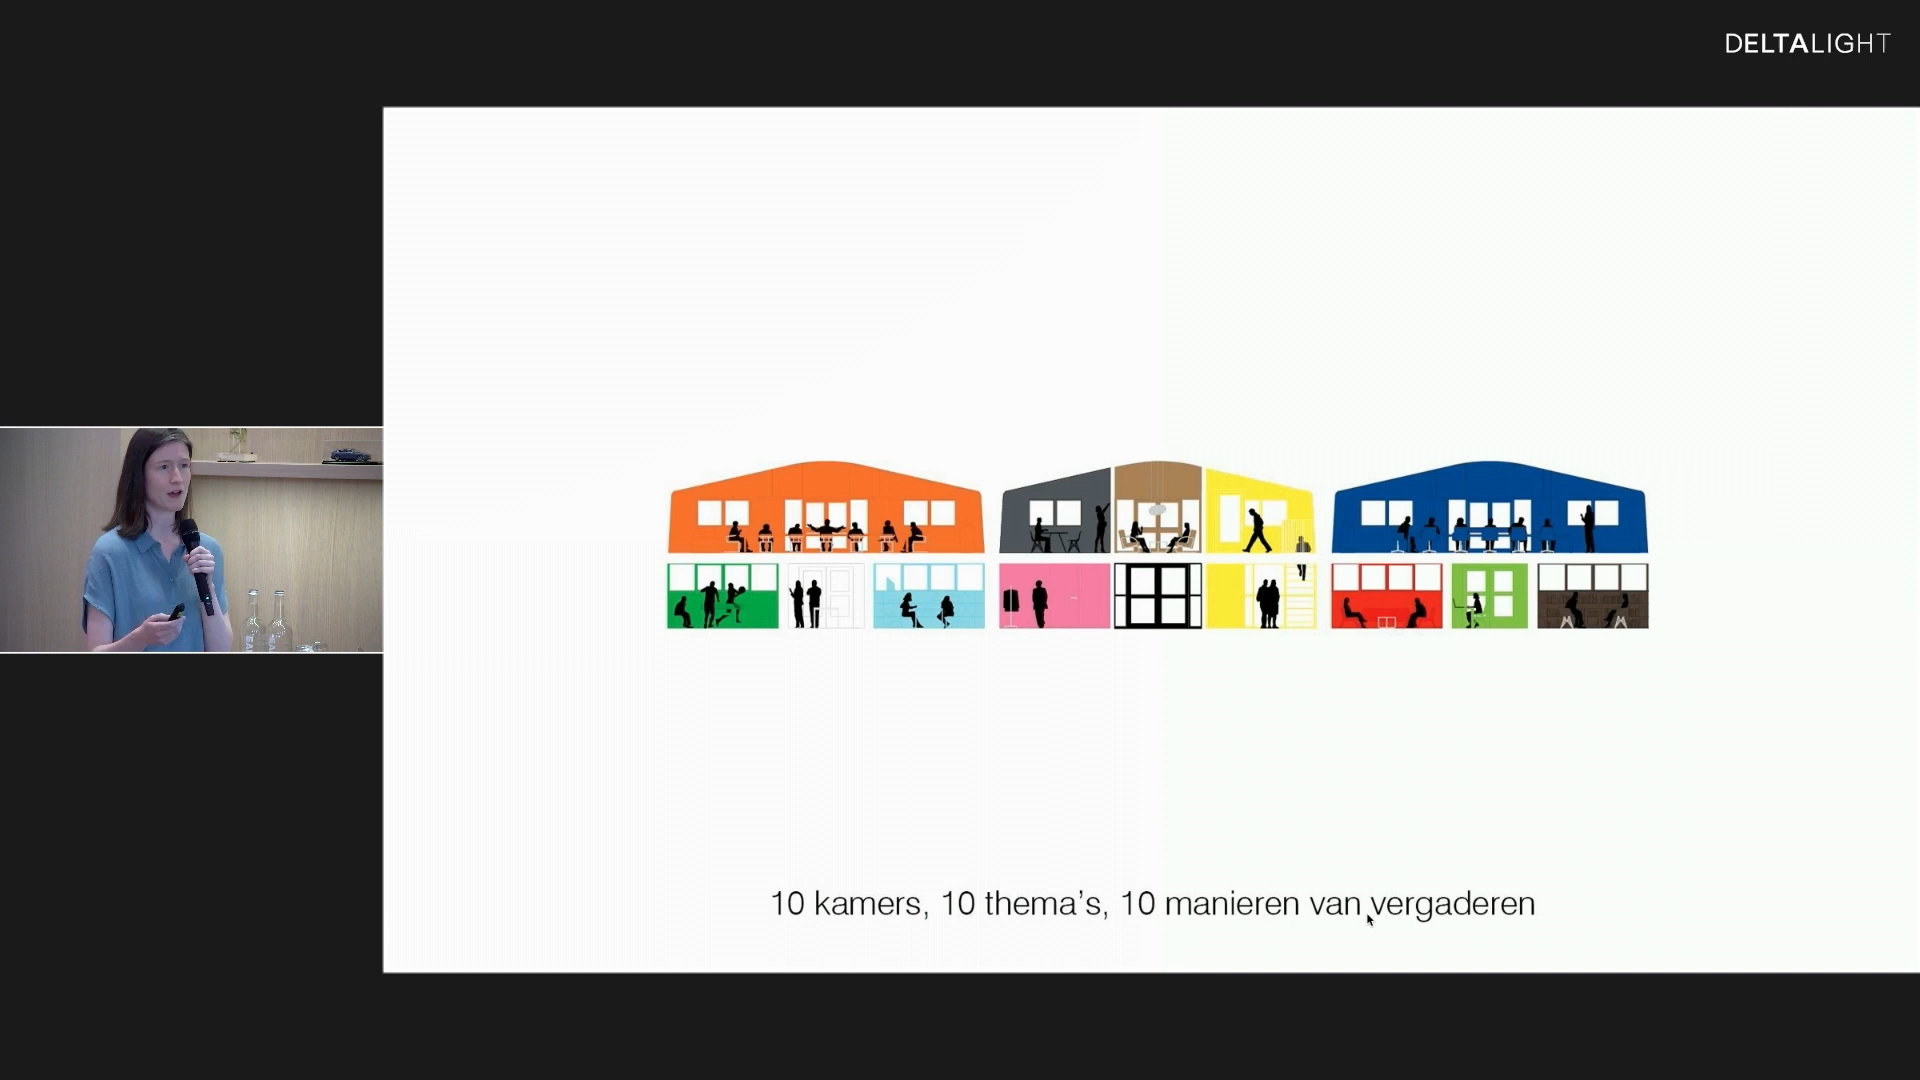 DELTALIGHT
10 kamers, 10 thema’s, 10 manieren van vergaderen